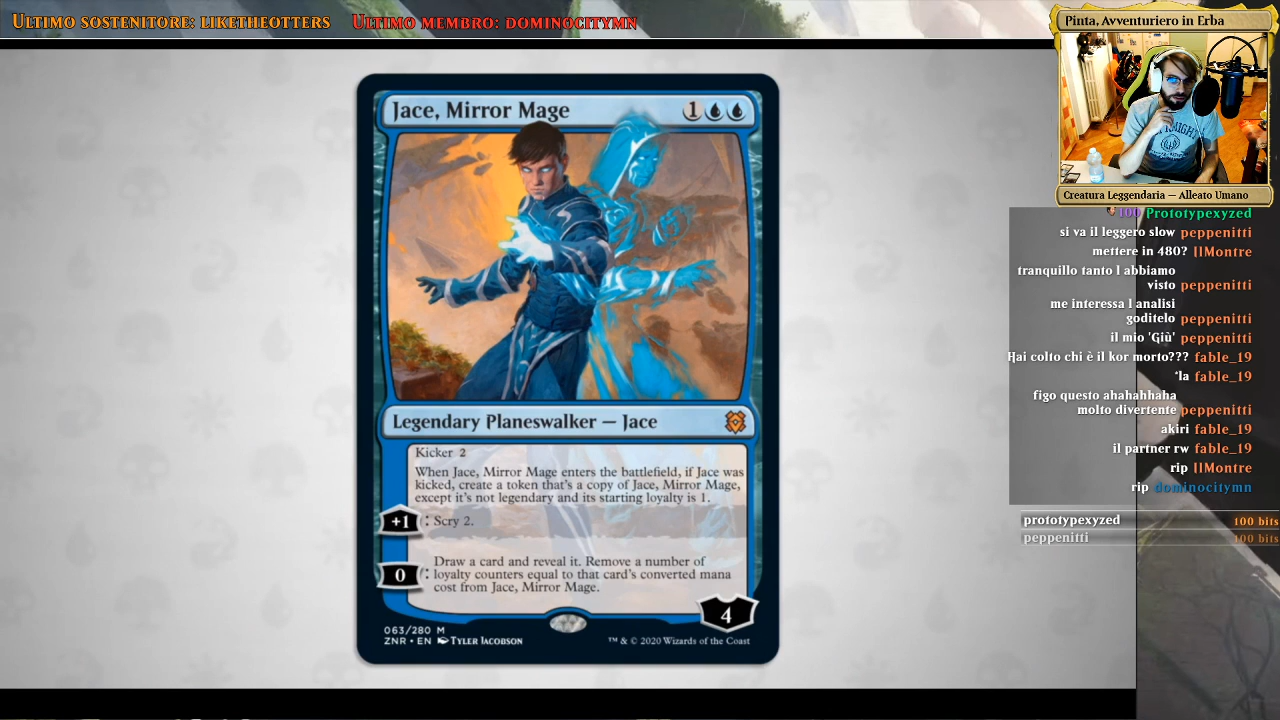 Ultimo sostenitore: liketheotters Ultimo membro: dominocitymn
Pinta, Avventuriero in Erba
Creatura Leggendaria — Alleato Umano
Jace, Mirror Mage 1
Legendary Planeswalker — Jace
Kicker 2
When Jace, Mirror Mage enters the battlefield, if Jace was
kicked, create a token that's a copy of Jace, Mirror Mage,
except it's not legendary and its starting loyalty is 1.
+1 : Scry 2.
Draw a card and reveal it. Remove a number of
0 : loyalty counters equal to that card's converted mana
cost from Jace, Mirror Mage.
4
063/280 M
ZNR • EN Tyler Jacobson
™ & © 2020 Wizards of the Coast
100 Prototypexyzed
si va il leggero slow peppenitti
mettere in 480? IlMontre
tranquillo tanto l abbiamo
visto peppenitti
me interessa l analisi
goditelo peppenitti
il mio 'Giù' peppenitti
Hai colto chi è il kor morto??? fable_19
*la fable_19
figo questo ahahahhaha
molto divertente peppenitti
akiri fable_19
il partner rw fable_19
rip IlMontre
rip dominocitymn
prototypexyzed 100 bits
peppenitti 100 bits